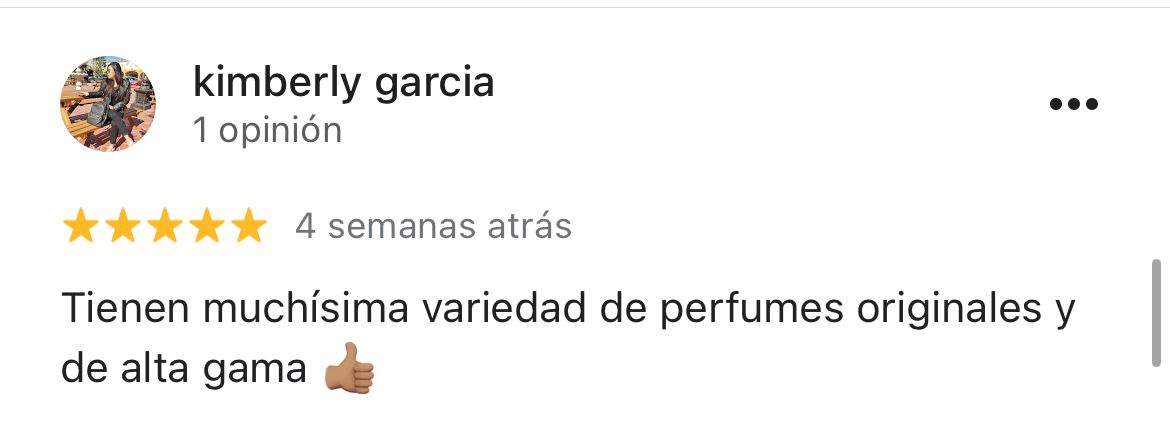 kimberly garcia
1 opinión
4 semanas atrás
Tienen muchísima variedad de perfumes originales y
de alta gama 👍🏽